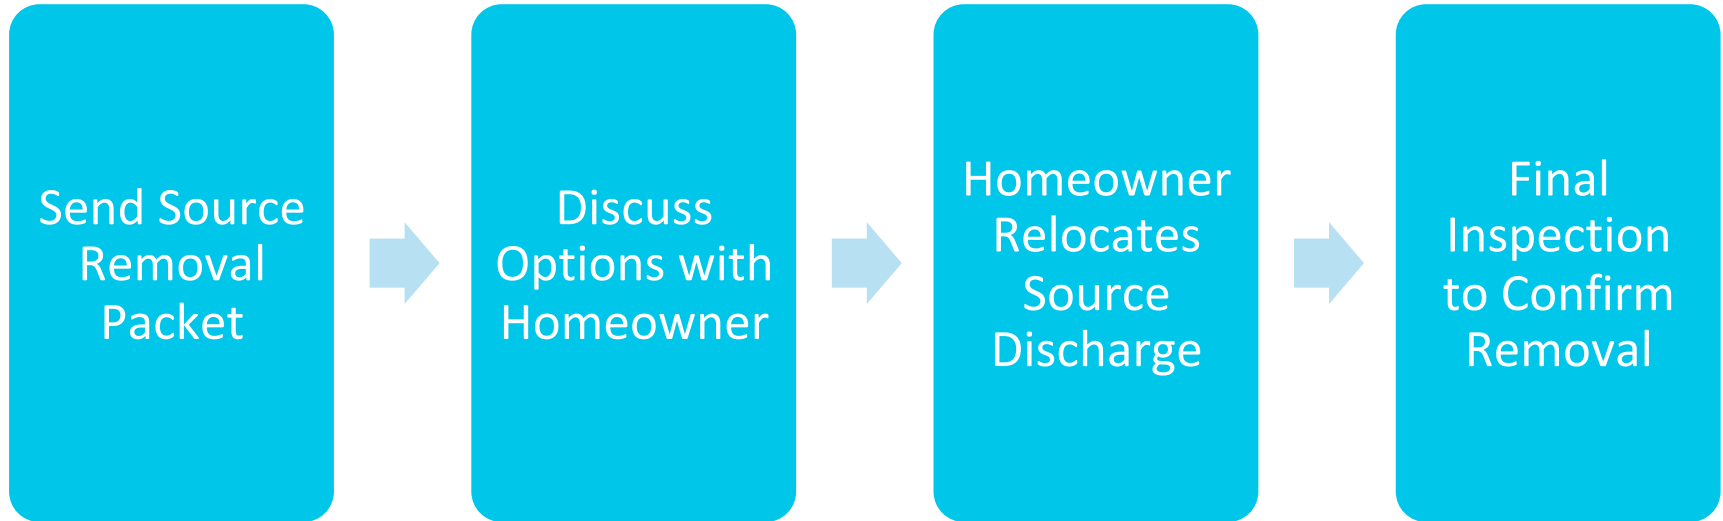 Send Source
Removal
Packet
Discuss
Options with
Homeowner
Homeowner
Relocates
Source
Discharge
Final
Inspection
to Confirm
Removal